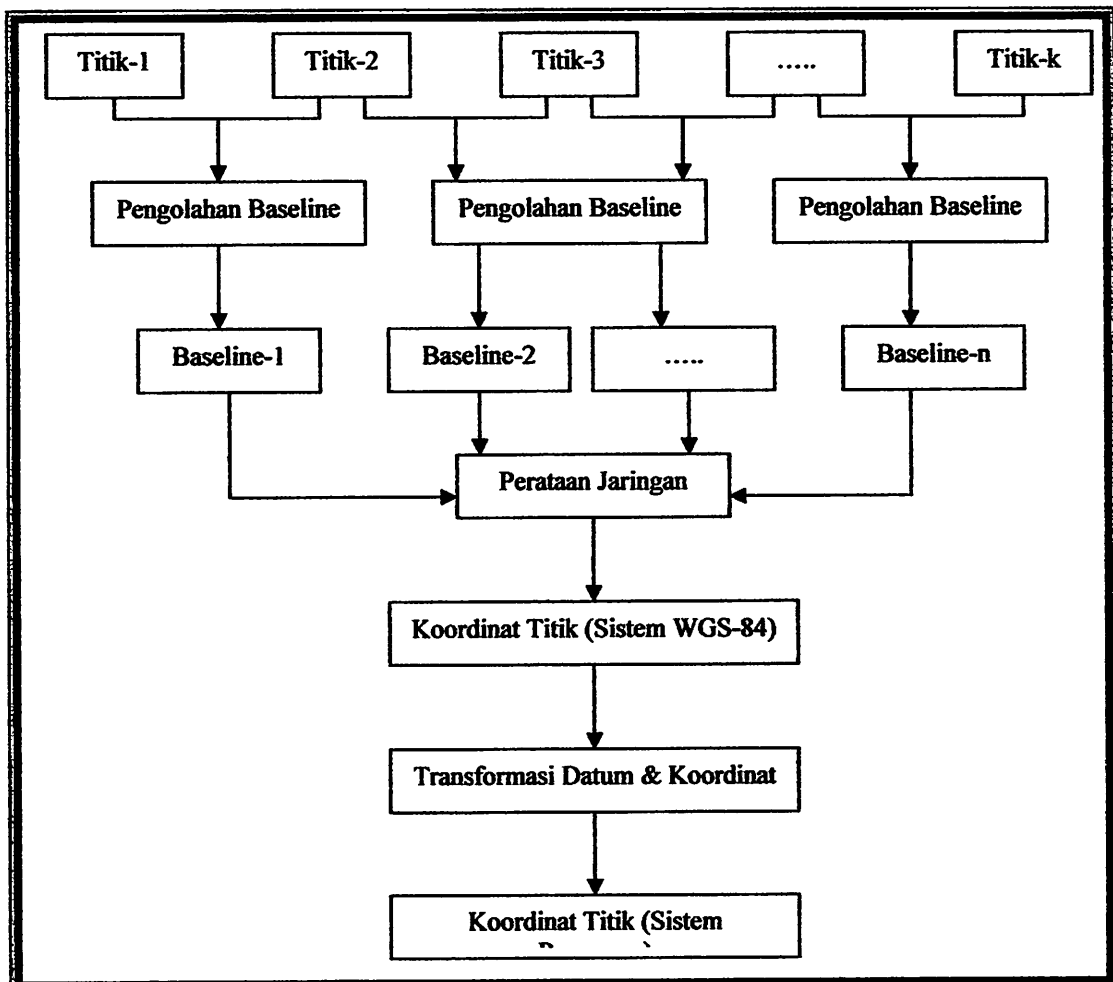 Titik-1
Titik-2
Titik-3
.....
Titik-k
Pengolahan Baseline
Pengolahan Baseline
Pengolahan Baseline
Baseline-1
Baseline-2
.....
Baseline-n
Perataan Jaringan
Koordinat Titik (Sistem WGS-84)
Transformasi Datum & Koordinat
Koordinat Titik (Sistem